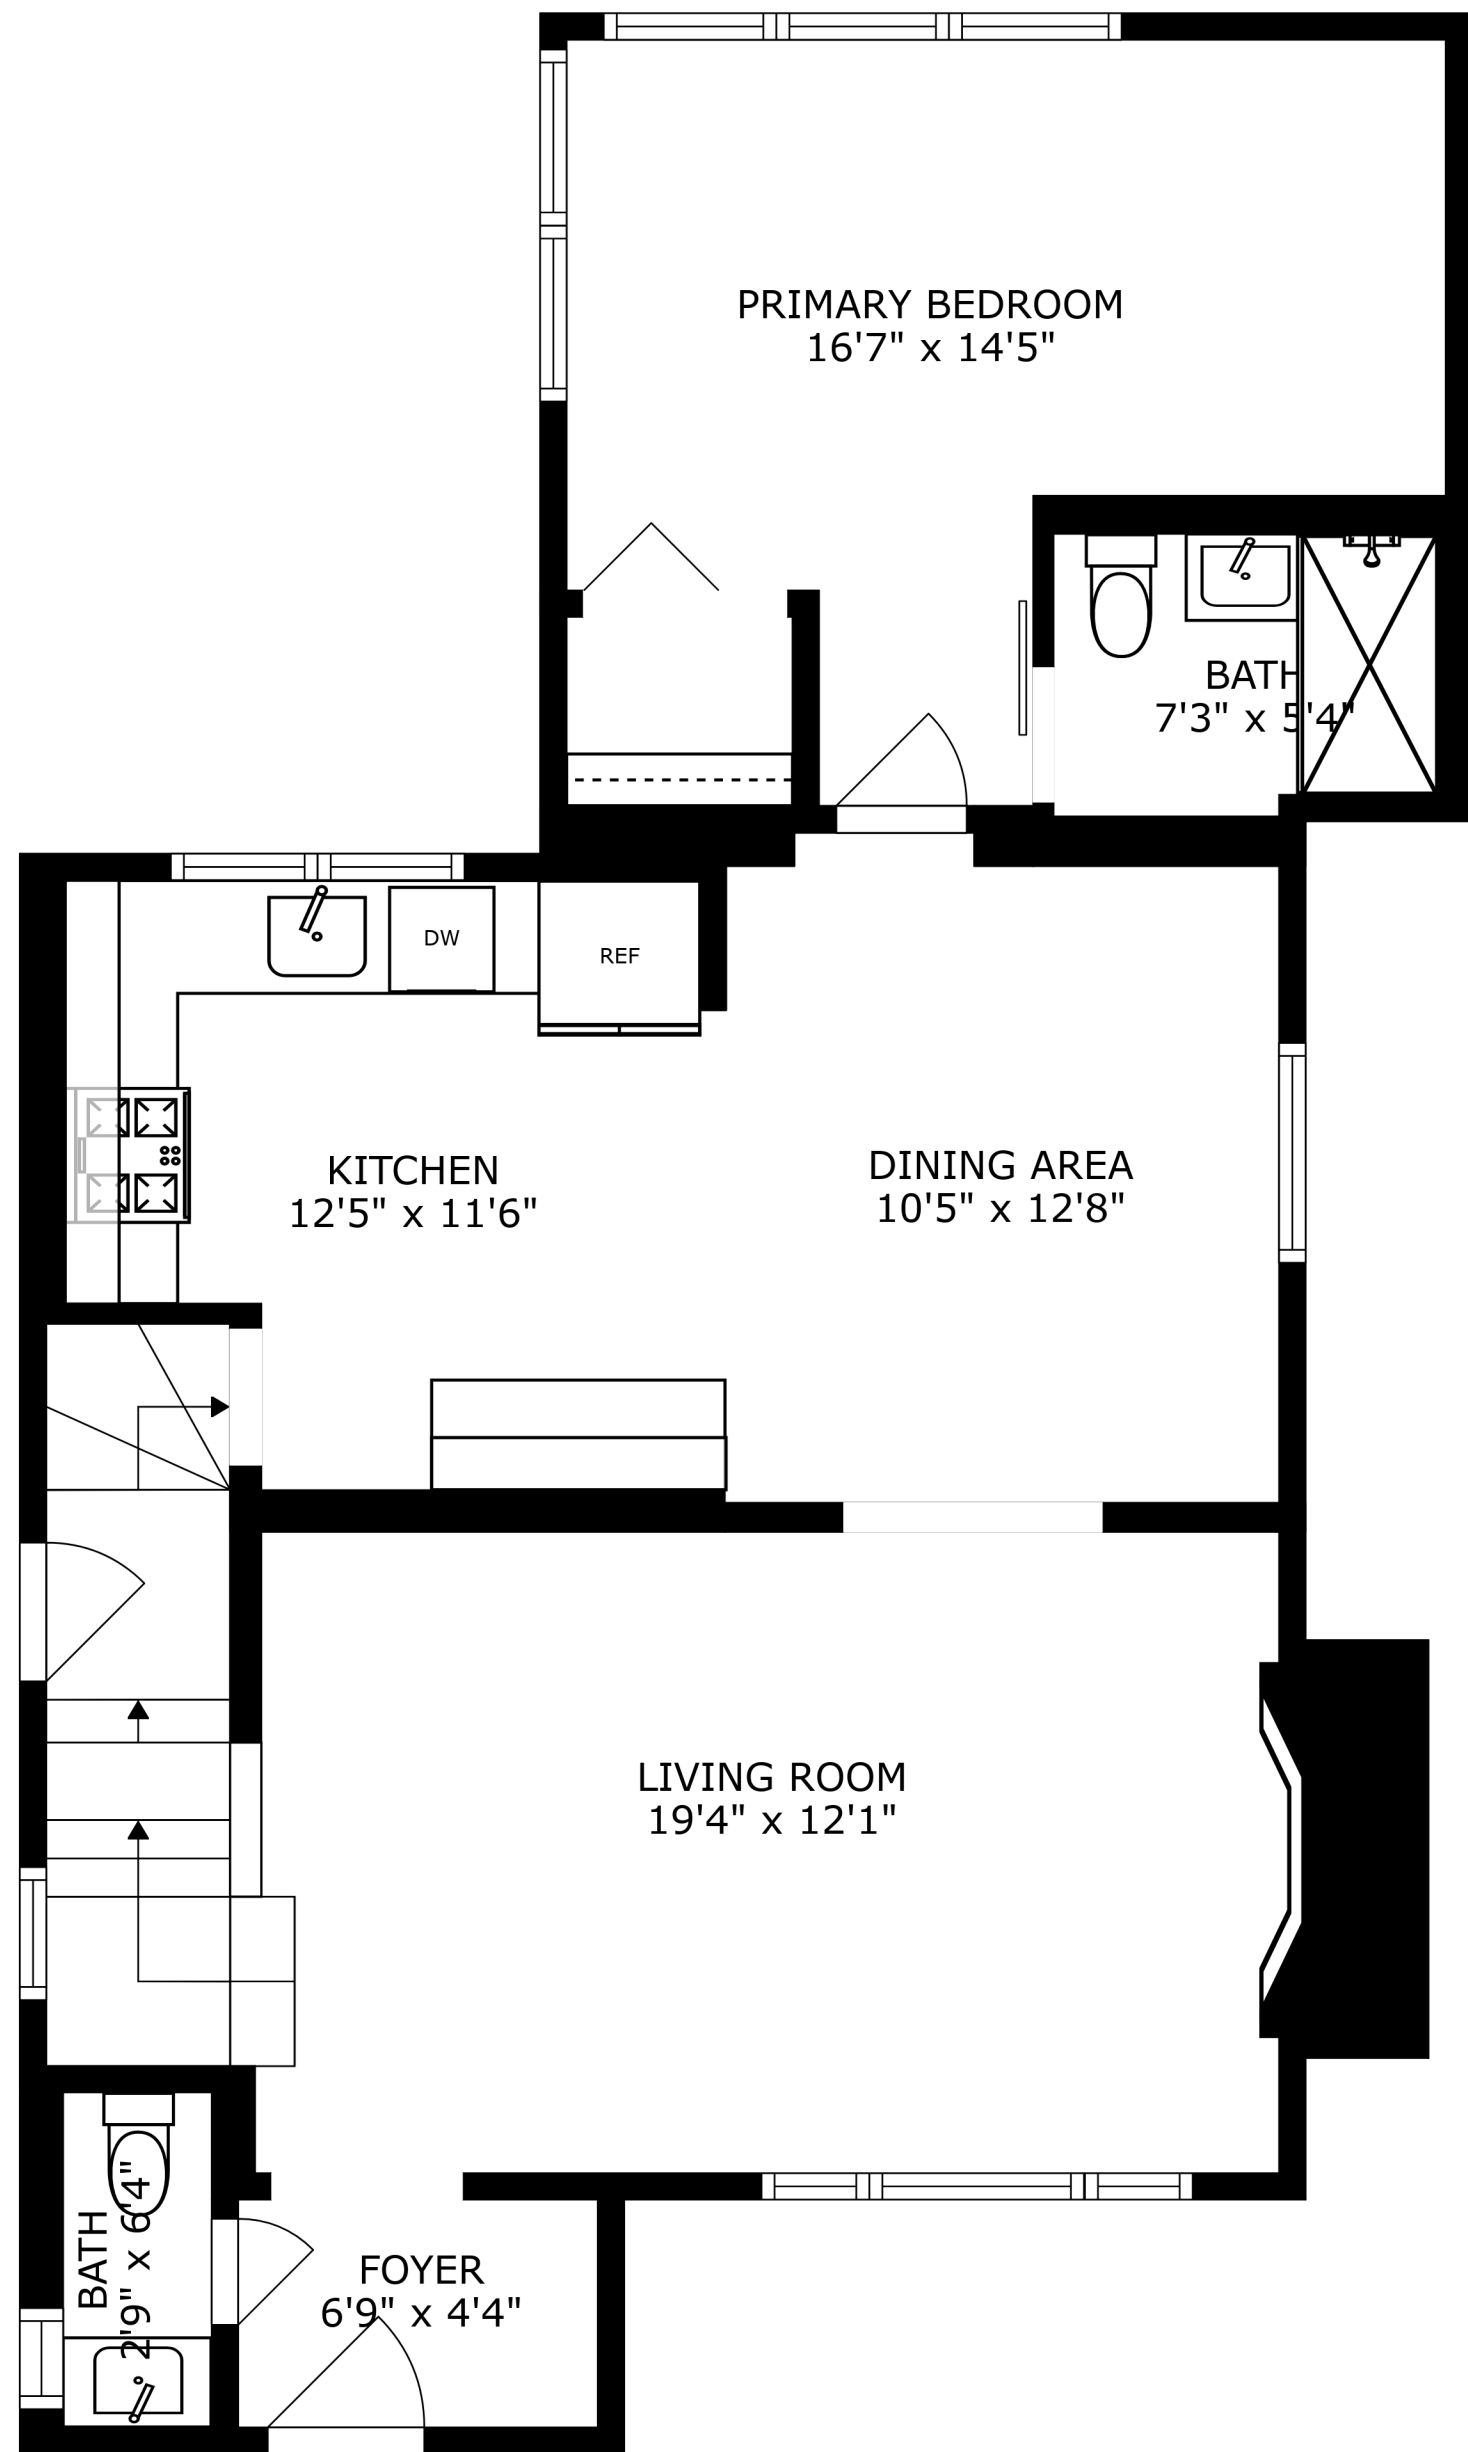 PRIMARY BEDROOM
16'7" x 14'5"
BATH
7'3" x 5'4"
DW
REF
KITCHEN
12'5" x 11'6"
DINING AREA
10'5" x 12'8"
LIVING ROOM
19'4" x 12'1"
BATH
2'9" x 6'4"
FOYER
6'9" x 4'4"